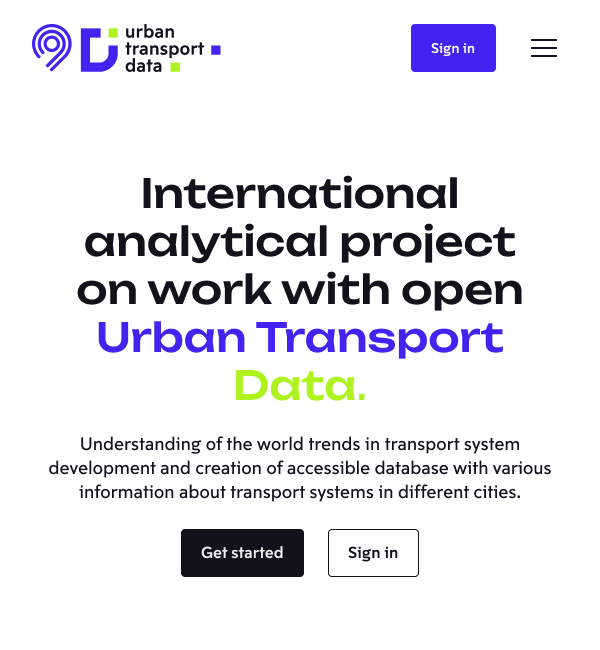 urban
transport
data
Sign in
International
analytical project
on work with open
Urban Transport
Data.
Understanding of the world trends in transport system
development and creation of accessible database with various
information about transport systems in different cities.
Get started
Sign in